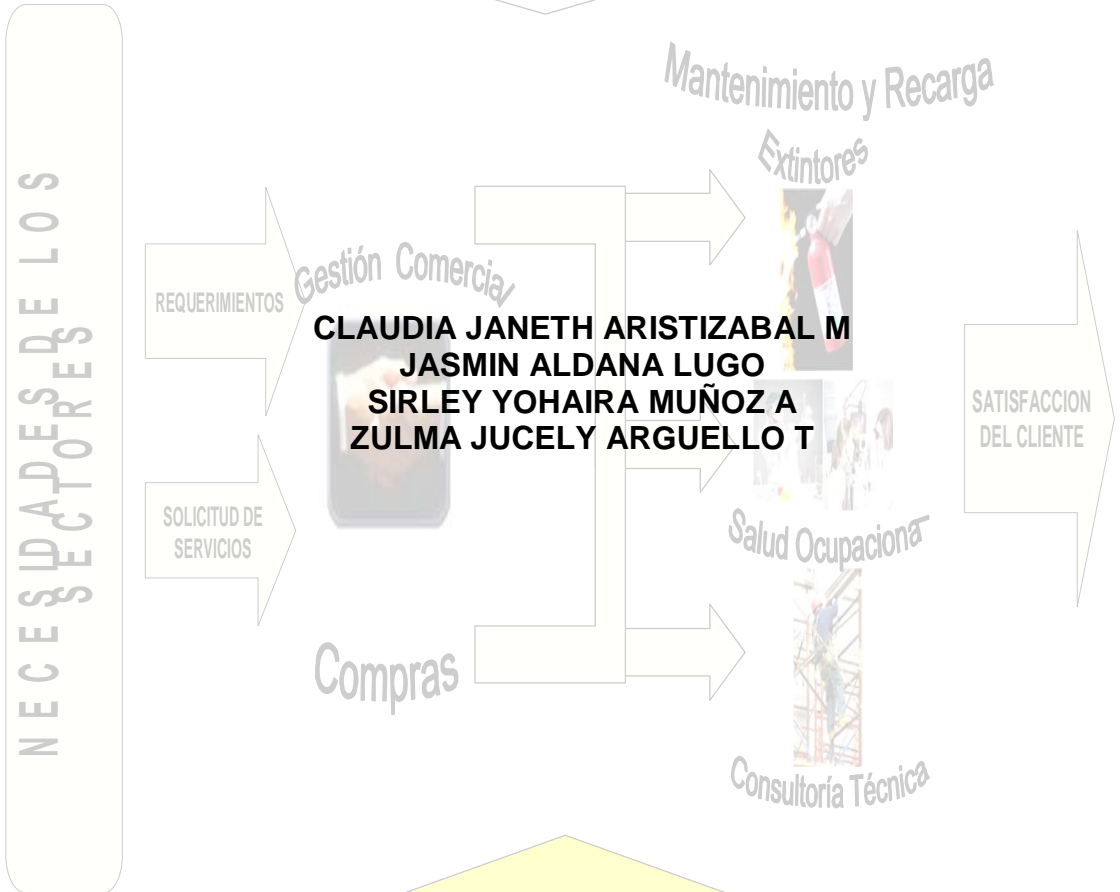 NECESIDADES DE LOS
SECTORES
REQUERIMIENTOS
SOLICITUD DE
SERVICIOS
Gestión Comercial
Compras
CLAUDIA JANETH ARISTIZABAL M
JASMIN ALDANA LUGO
SIRLEY YOHAIRA MUÑOZ A
ZULMA JUCELY ARGUELLO T
Mantenimiento y Recarga
Extintores
Salud Ocupacional
Consultoría Técnica
SATISFACCION
DEL CLIENTE